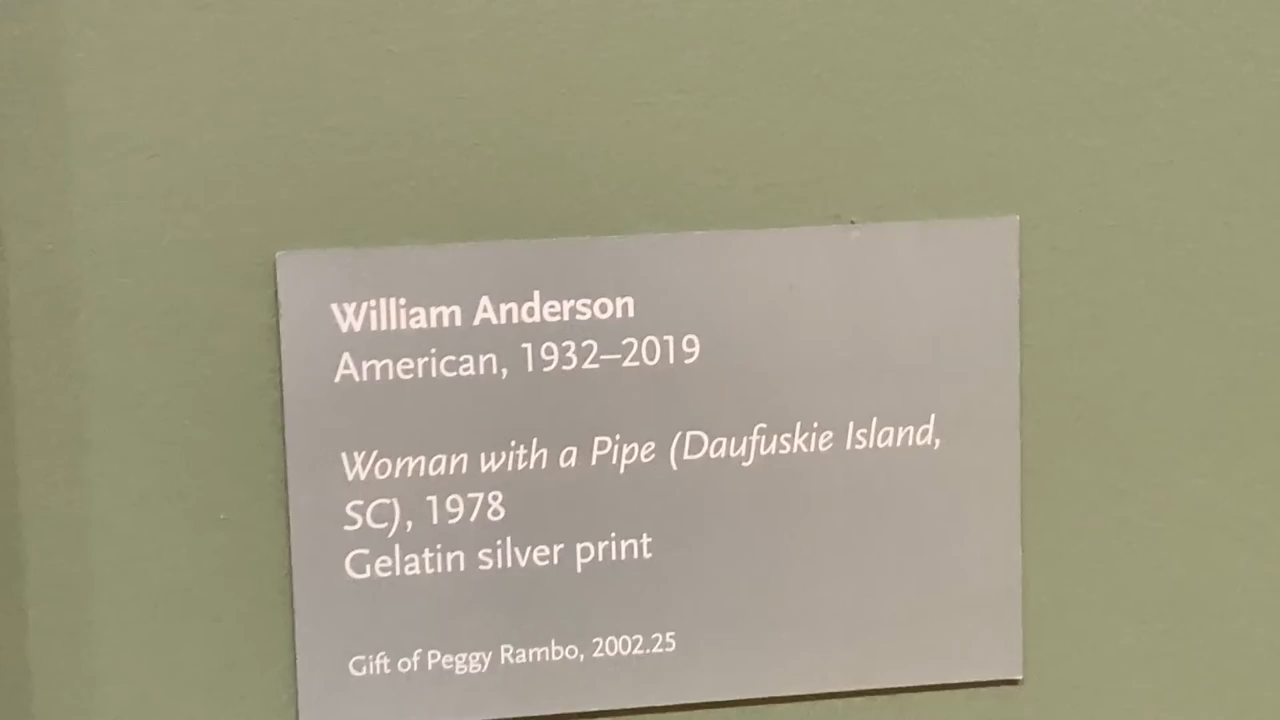 William Anderson
American, 1932–2019
Woman with a Pipe (Daufuskie Island,
SC), 1978
Gelatin silver print
Gift of Peggy Rambo, 2002.25